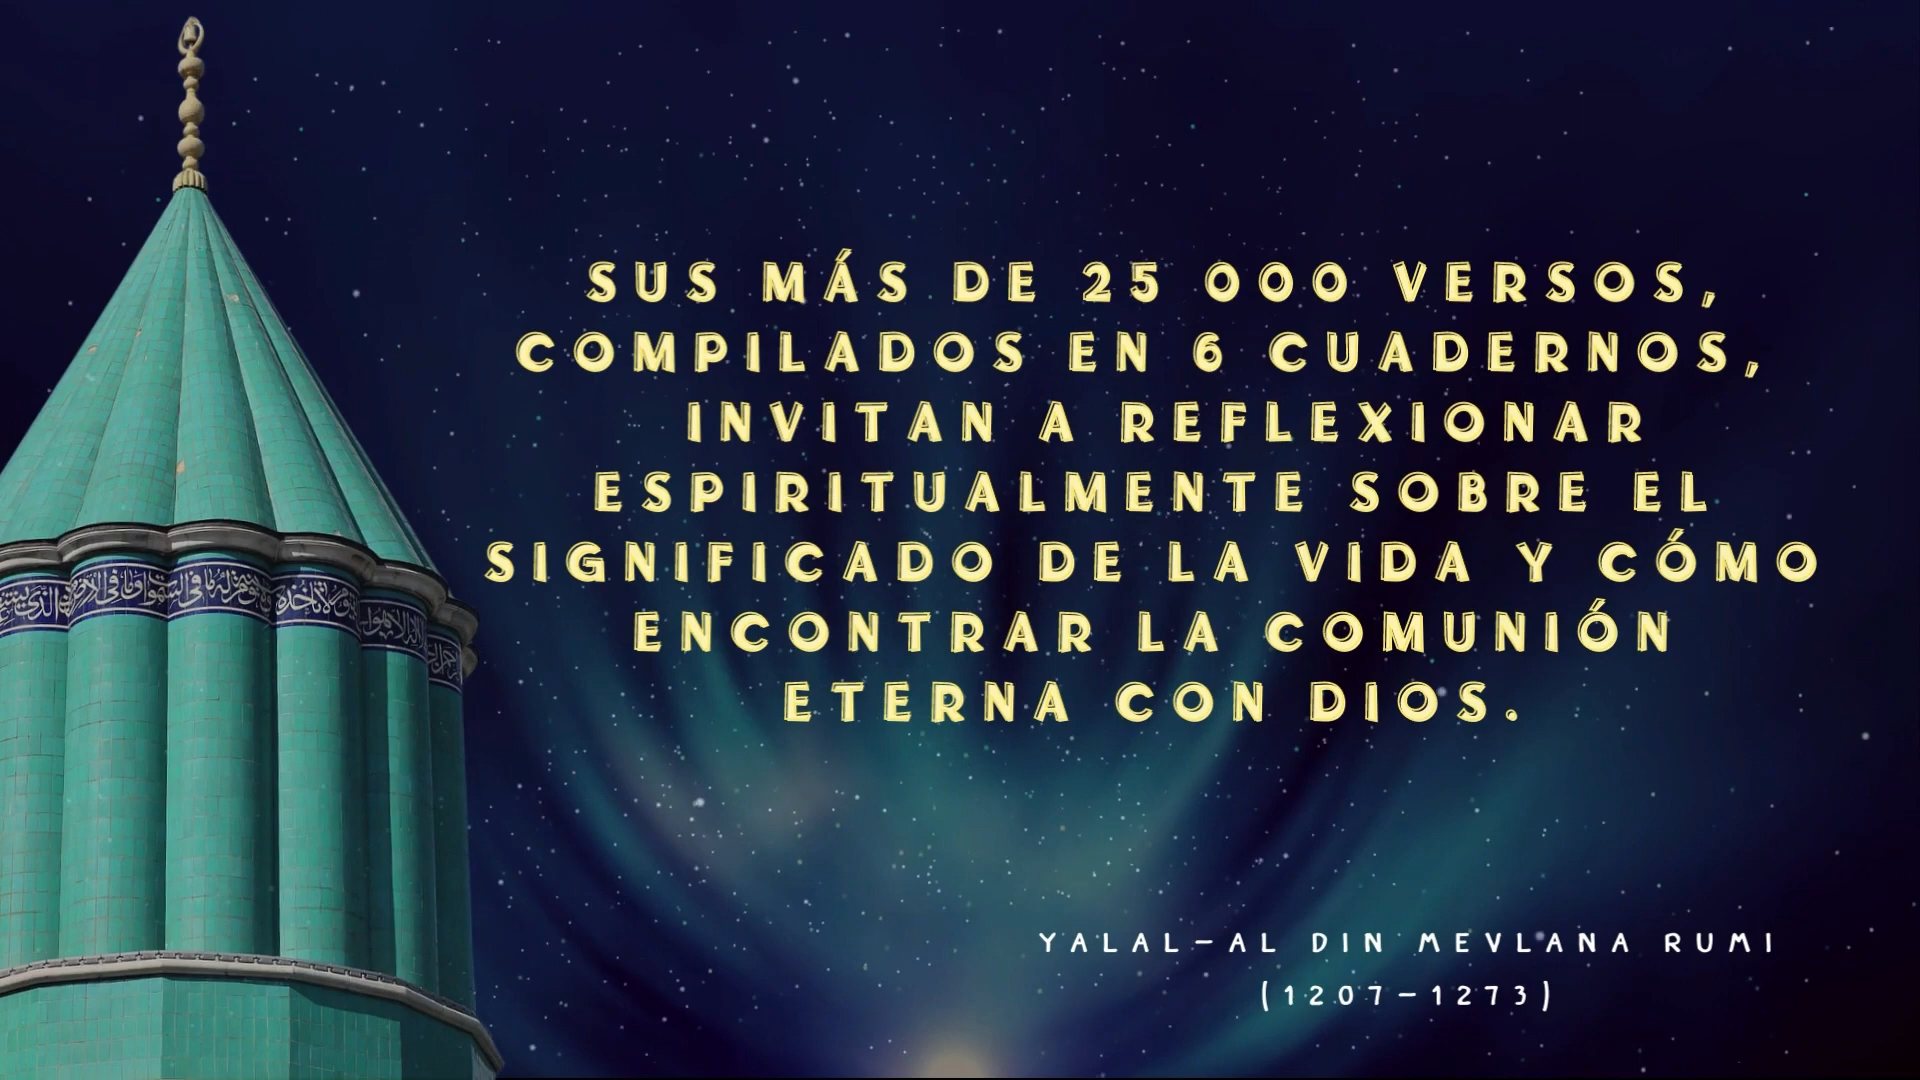 SUS MÁS DE 25 000 VERSOS,
COMPILADOS EN 6 CUADERNOS,
INVITAN A REFLEXIONAR
ESPIRITUALMENTE SOBRE EL
SIGNIFICADO DE LA VIDA Y CÓMO
ENCONTRAR LA COMUNIÓN
ETERNA CON DIOS.
YALAL-AL DIN MEVLANA RUMI
(1207-1273)